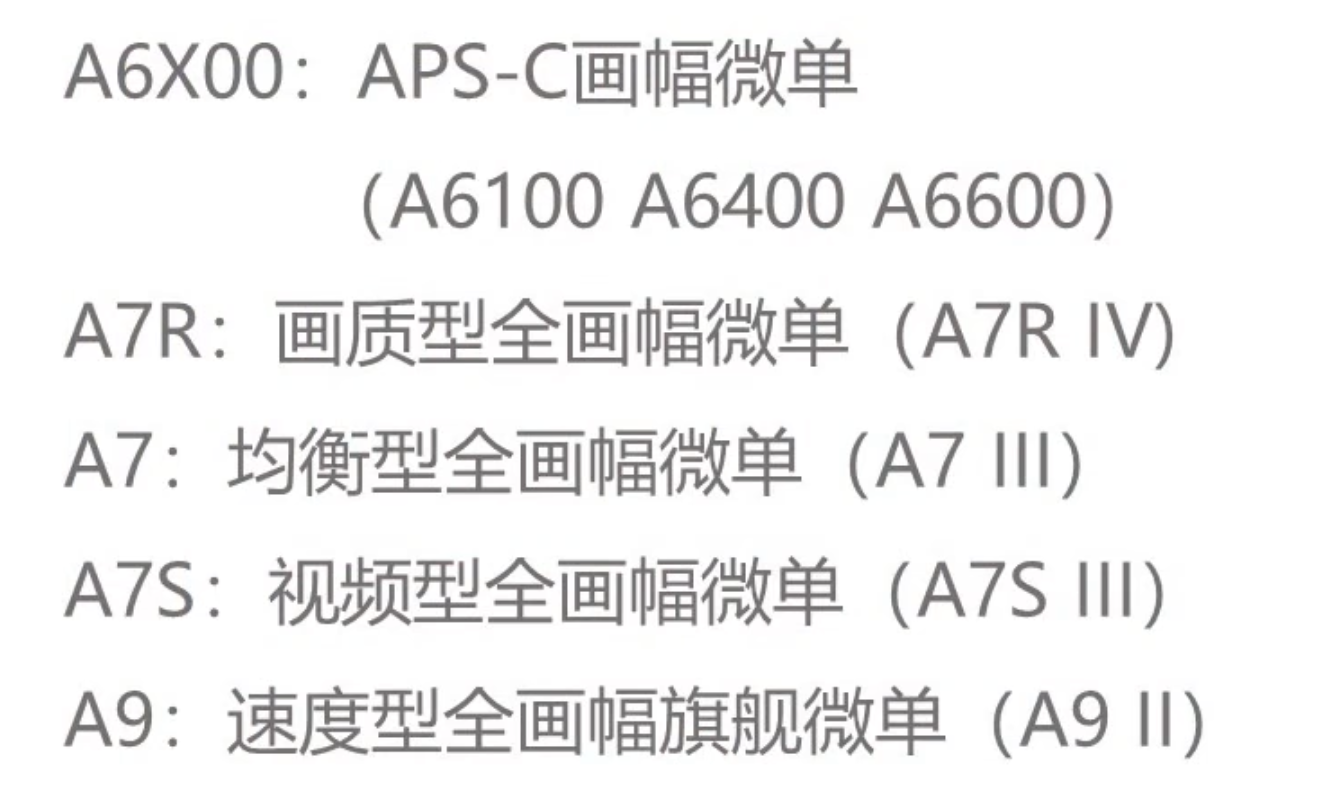 A6X00：APS-C画幅微单
（A6100 A6400 A6600）
A7R：画质型全画幅微单（A7R IV)
A7：均衡型全画幅微单（A7 III）
A7S：视频型全画幅微单（A7S III）
A9：速度型全画幅旗舰微单（A9 II）